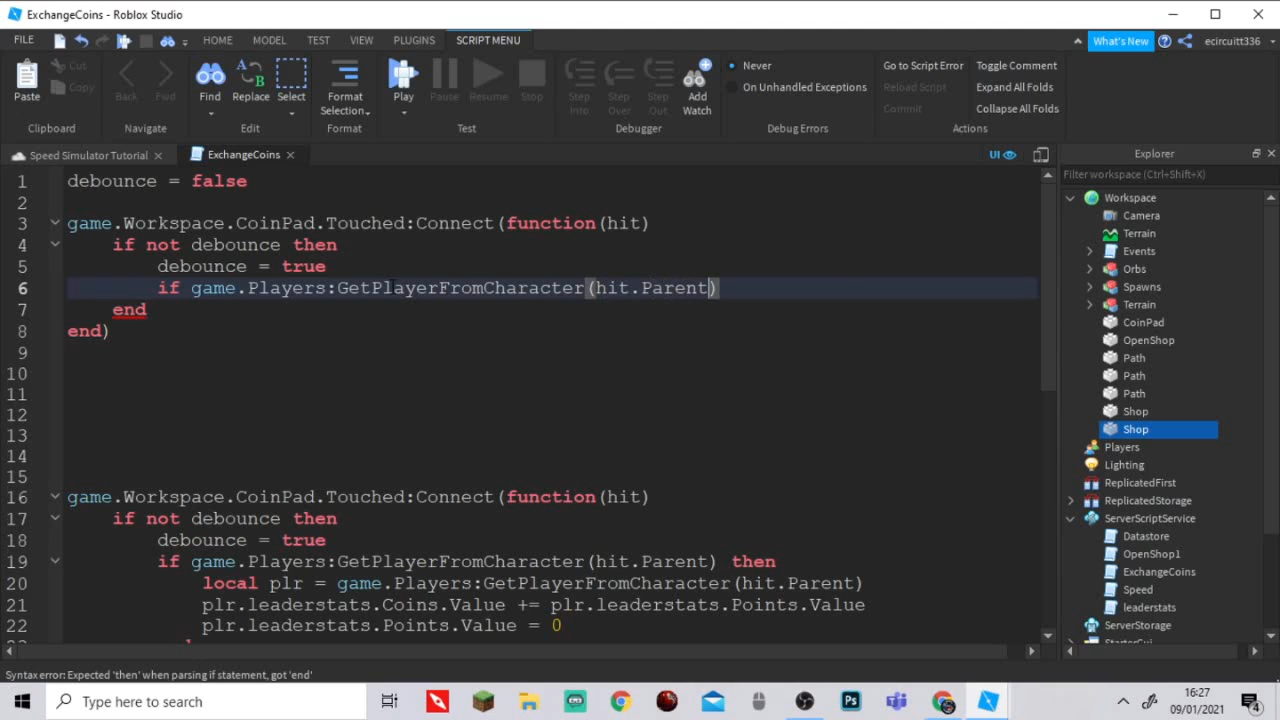 ExchangeCoins - Roblox Studio
FILE HOME MODEL TEST VIEW PLUGINS SCRIPT MENU What's New ecircuitt336
Paste Cut Copy Back Fwd Find Replace Select Format Selection Play Pause Resume Stop Step Into Step Over Step Out Add Watch Never On Unhandled Exceptions Go to Script Error Reload Script Commit Toggle Comment Expand All Folds Collapse All Folds
Clipboard Navigate Edit Format Test Debugger Debug Errors Actions
Speed Simulator Tutorial ExchangeCoins UI
1 debounce = false
2
3 game.Workspace.CoinPad.Touched:Connect(function(hit)
4 if not debounce then
5 debounce = true
6 if game.Players:GetPlayerFromCharacter(hit.Parent)
7 end
8 end)
9
10
11
12
13
14
15
16 game.Workspace.CoinPad.Touched:Connect(function(hit)
17 if not debounce then
18 debounce = true
19 if game.Players:GetPlayerFromCharacter(hit.Parent) then
20 local plr = game.Players:GetPlayerFromCharacter(hit.Parent)
21 plr.leaderstats.Coins.Value += plr.leaderstats.Points.Value
22 plr.leaderstats.Points.Value = 0
Explorer
Filter workspace (Ctrl+Shift+X)
Workspace
Camera
Terrain
Events
Orbs
Spawns
Terrain
CoinPad
OpenShop
Path
Path
Path
Shop
Shop
Players
Lighting
ReplicatedFirst
ReplicatedStorage
ServerScriptService
Datastore
OpenShop1
ExchangeCoins
Speed
leaderstats
ServerStorage
Syntax error: Expected 'then' when parsing if statement, got 'end'
Type here to search
16:27
09/01/2021
4